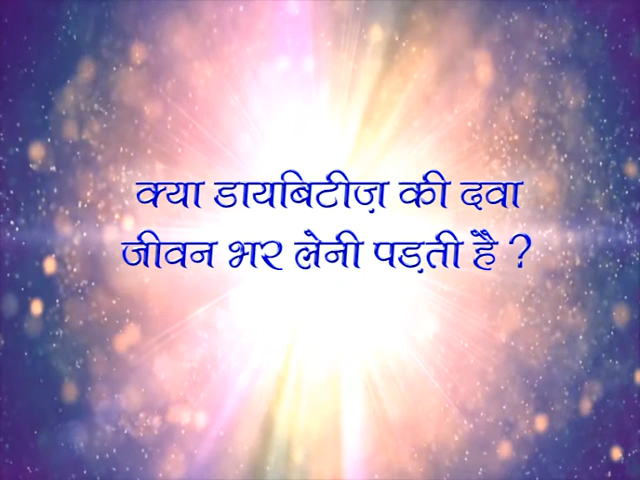 क्या डायबिटीज़ की दवा
जीवन भर लेनी पड़ती है ?